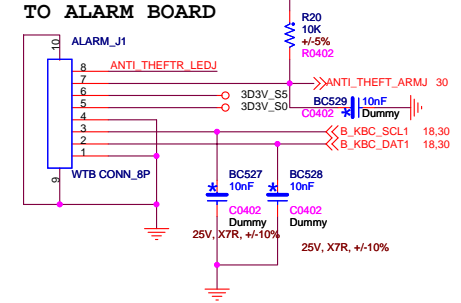 TO ALARM BOARD
R20
10K
+/-5%
R0402
10
ALARM_J1
8 ANTI_THEFTR_LEDJ
7 ANTI_THEFT_ARMJ 30
6 3D3V_S5
5 3D3V_S0
BC529 10nF
C0402 Dummy
4
3 B_KBC_SCL1 18,30
2 B_KBC_DAT1 18,30
1
9
WTB CONN_8P
BC527
10nF
C0402
Dummy
25V, X7R, +/-10%
BC528
10nF
C0402
Dummy
25V, X7R, +/-10%